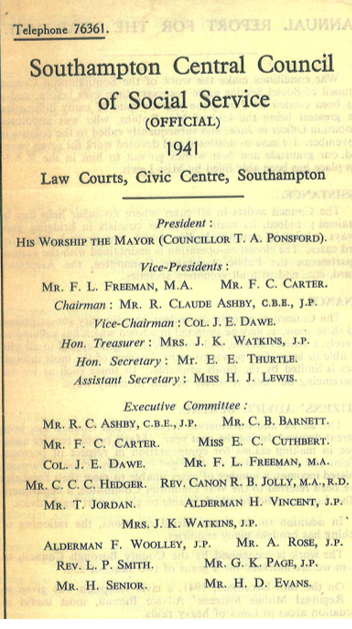 Telephone 76361.
Southampton Central Council
of Social Service
(OFFICIAL)
1941
Law Courts, Civic Centre, Southampton
President :
HIS WORSHIP THE MAYOR (COUNCILLOR T. A. PONSFORD).
Vice-Presidents :
MR. F. L. FREEMAN, M.A. MR. F. C. CARTER.
Chairman : MR. R. CLAUDE ASHBY, C.B.E., J.P.
Vice-Chairman : COL. J. E. DAWE.
Hon. Treasurer : MRS. J. K. WATKINS, J.P.
Hon. Secretary : MR. E. E. THURTLE.
Assistant Secretary : MISS H. J. LEWIS.
Executive Committee :
MR. R. C. ASHBY, C.B.E., J.P. MR. C. B. BARNETT.
MR. F. C. CARTER. MISS E. C. CUTHBERT.
COL. J. E. DAWE. MR. F. L. FREEMAN, M.A.
MR. C. C. C. HEDGER. REV. CANON R. B. JOLLY, M.A., R.D.
MR. T. JORDAN. ALDERMAN H. VINCENT, J.P.
MRS. J. K. WATKINS, J.P.
ALDERMAN F. WOOLLEY, J.P. MR. A. ROSE, J.P.
REV. L. P. SMITH. MR. G. K. PAGE, J.P.
MR. H. SENIOR. MR. H. D. EVANS.